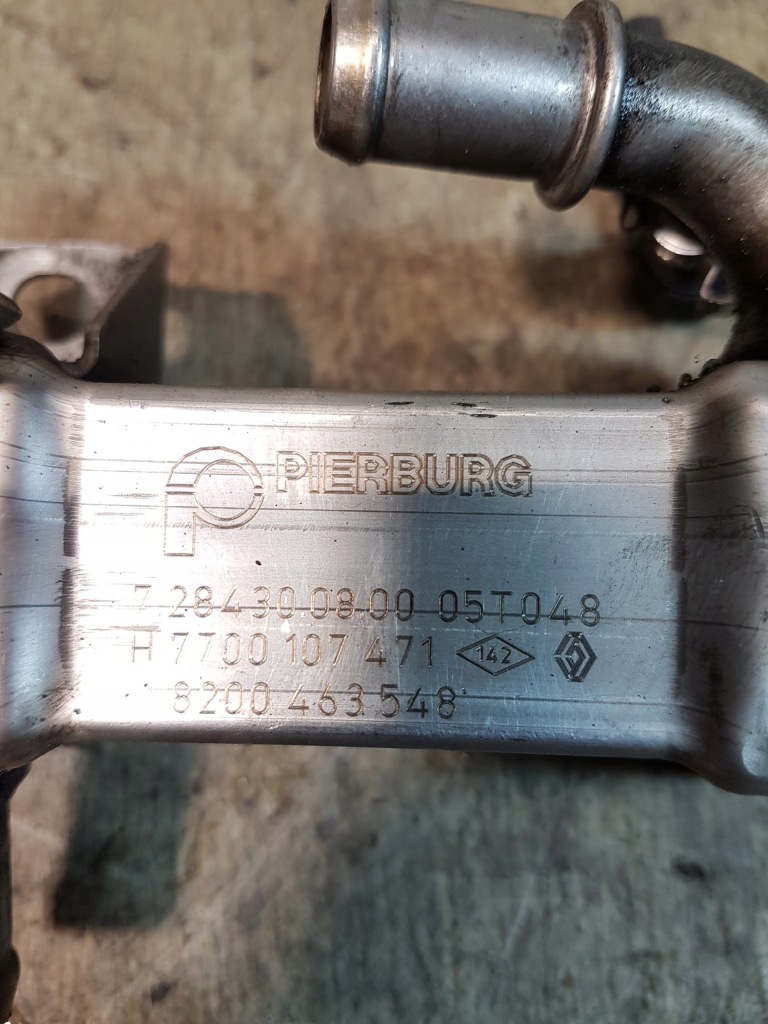 PIERBURG
7.28430.08.00 05T048
H 7700 107 471 142
8200 463 548